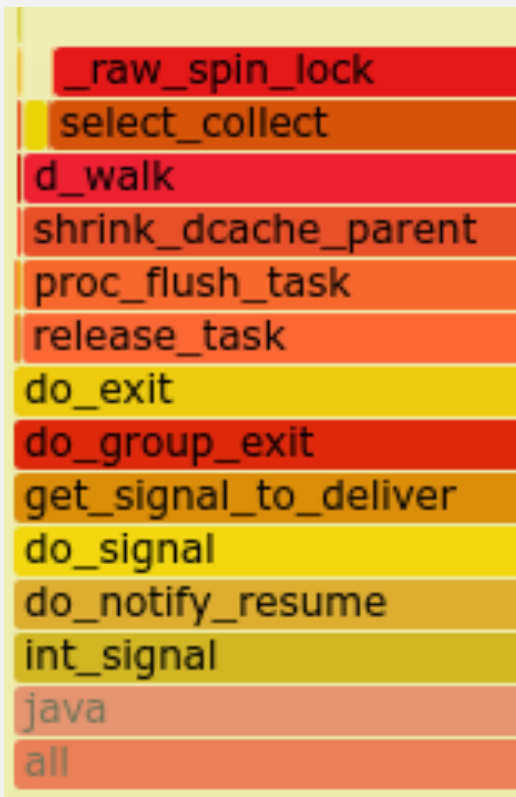 _raw_spin_lock
select_collect
d_walk
shrink_dcache_parent
proc_flush_task
release_task
do_exit
do_group_exit
get_signal_to_deliver
do_signal
do_notify_resume
int_signal
java
all